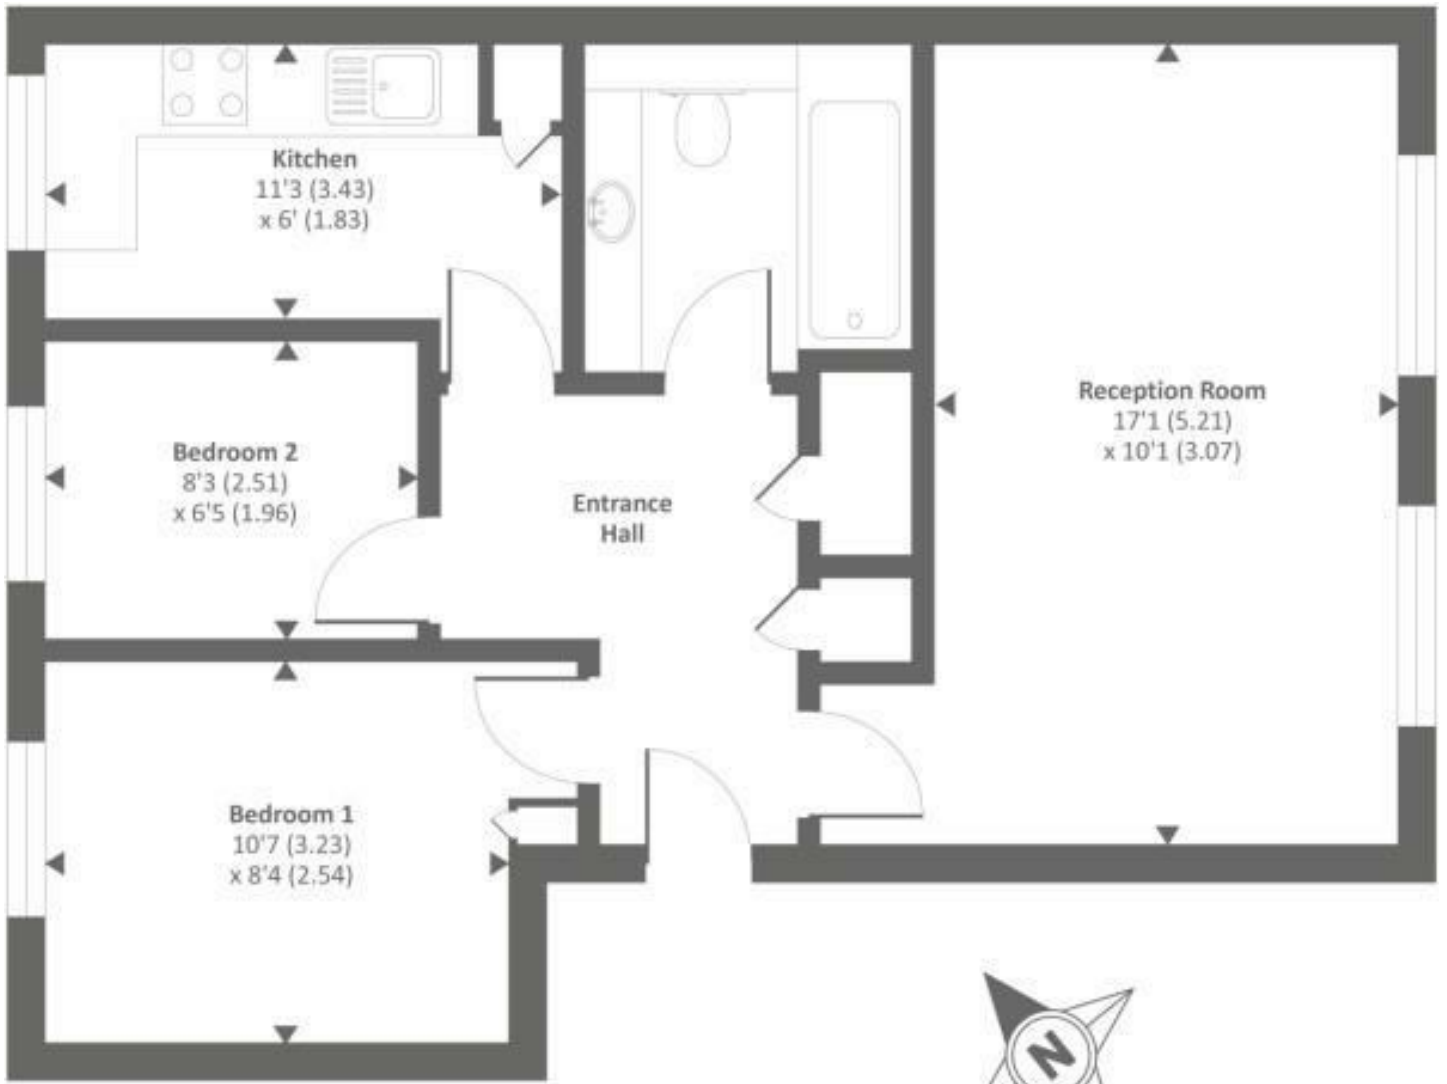 Kitchen
11'3 (3.43)
x 6' (1.83)
Bedroom 2
8'3 (2.51)
x 6'5 (1.96)
Entrance
Hall
Reception Room
17'1 (5.21)
x 10'1 (3.07)
Bedroom 1
10'7 (3.23)
x 8'4 (2.54)
N